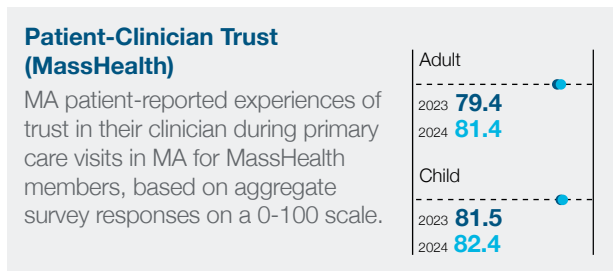 Patient-Clinician Trust
(MassHealth)
MA patient-reported experiences of
trust in their clinician during primary
care visits in MA for MassHealth
members, based on aggregate
survey responses on a 0-100 scale.
Adult
2023 79.4
2024 81.4
Child
2023 81.5
2024 82.4